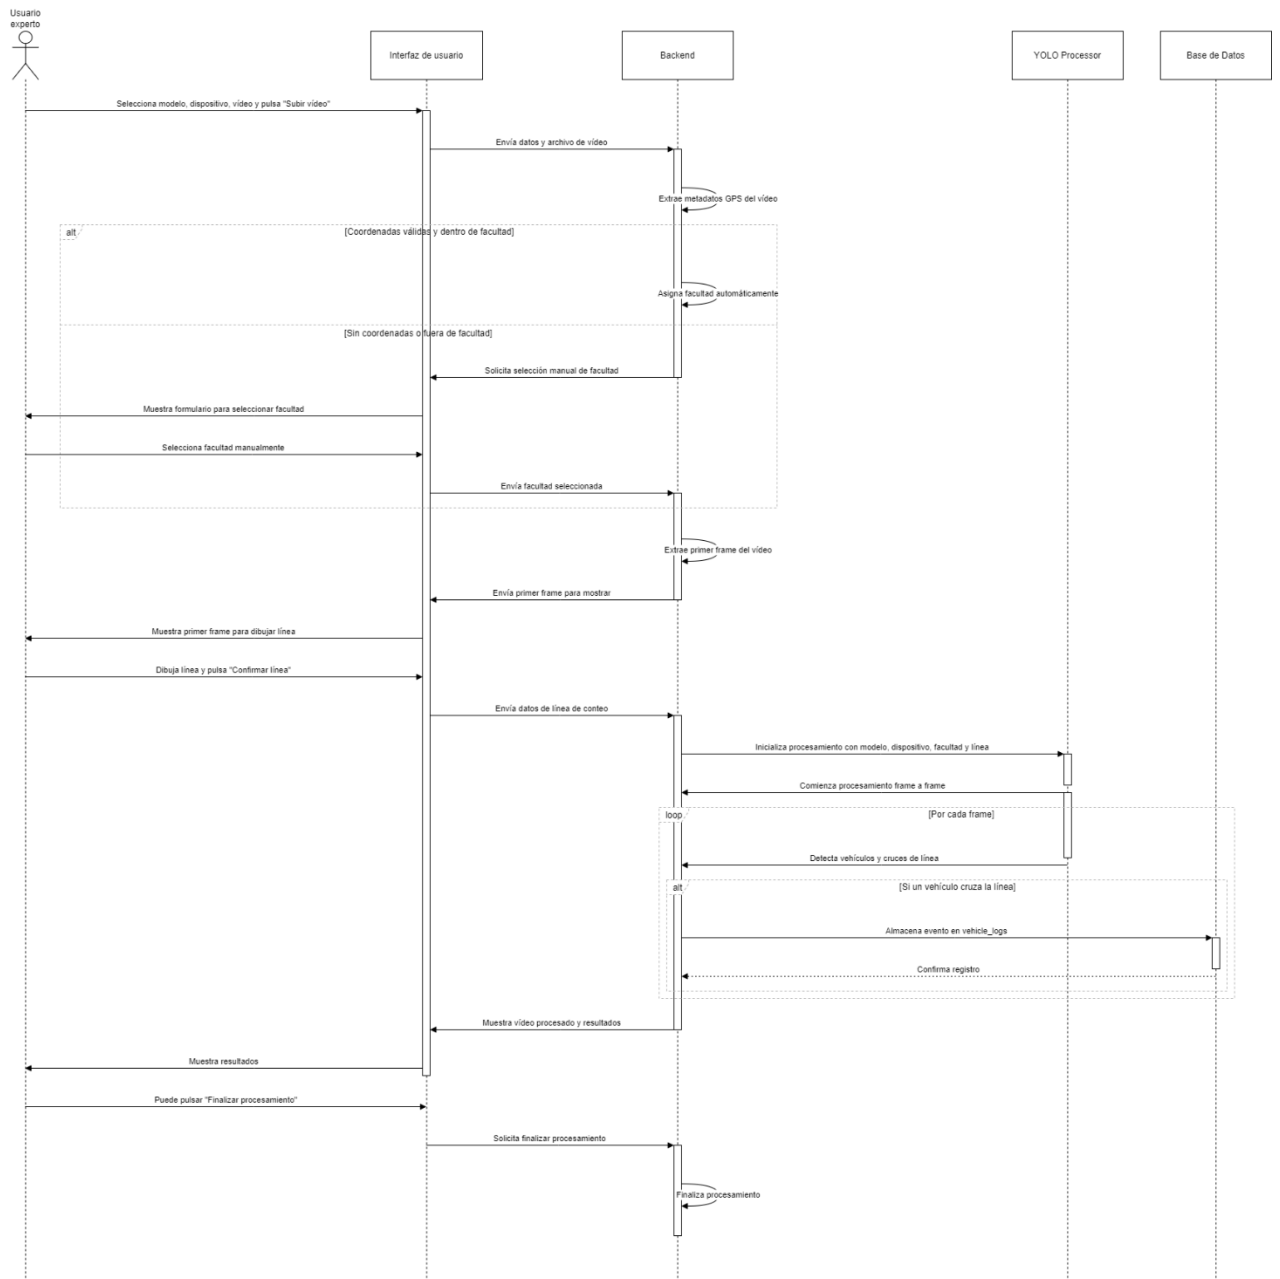 Usuario
experto
Interfaz de usuario
Backend
YOLO Processor
Base de Datos
Selecciona modelo, dispositivo, vídeo y pulsa "Subir vídeo"
Envía datos y archivo de vídeo
Extrae metadatos GPS del vídeo
alt
[Coordenadas válidas y dentro de facultad]
Asigna facultad automáticamente
[Sin coordenadas o fuera de facultad]
Solicita selección manual de facultad
Muestra formulario para seleccionar facultad
Selecciona facultad manualmente
Envía facultad seleccionada
Extrae primer frame del vídeo
Envía primer frame para mostrar
Muestra primer frame para dibujar línea
Dibuja línea y pulsa "Confirmar línea"
Envía datos de línea de conteo
Inicializa procesamiento con modelo, dispositivo, facultad y línea
Comienza procesamiento frame a frame
loop
[Por cada frame]
Detecta vehículos y cruces de línea
alt
[Si un vehículo cruza la línea]
Almacena evento en vehicle_logs
Confirma registro
Muestra vídeo procesado y resultados
Muestra resultados
Puede pulsar "Finalizar procesamiento"
Solicita finalizar procesamiento
Finaliza procesamiento